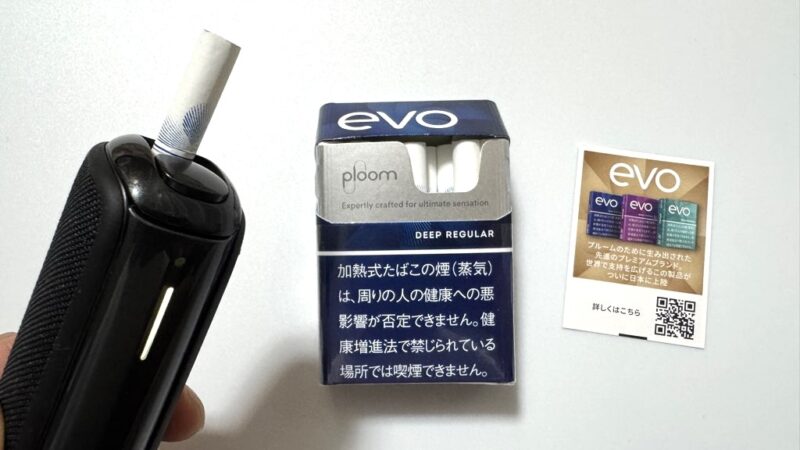 evo
ploom
Expertly crafted for ultimate sensation
DEEP REGULAR
加熱式たばこの煙(蒸気)
は、周りの人の健康への悪
影響が否定できません。健
康増進法で禁じられている
場所では喫煙できません。
evo
evo
evo
evo
プルームのために生み出された
先進のプレミアムブランド。
世界で支持を広げるこの製品が
ついに日本に上陸
詳しくはこちら